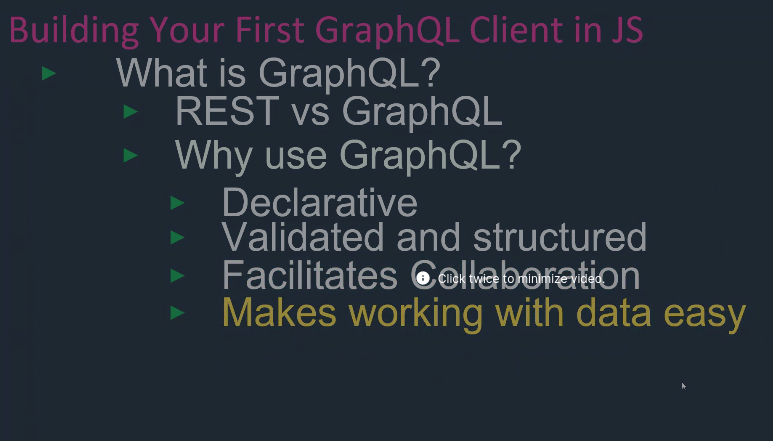 Building Your First GraphQL Client in JS
What is GraphQL?
REST vs GraphQL
Why use GraphQL?
Declarative
Validated and structured
Facilitates Collaboration
Click twice to minimize video.
Makes working with data easy